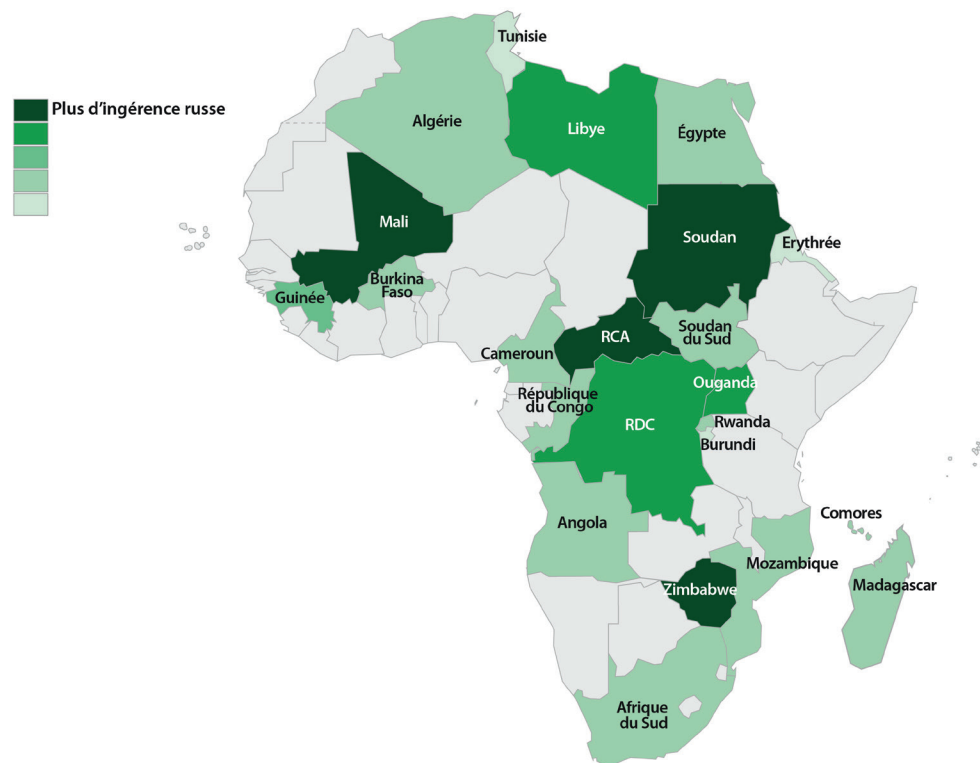 Tunisie
Plus d’ingérence russe
Algérie
Libye
Égypte
Mali
Soudan
Erythrée
Burkina
Faso
Guinée
RCA
Soudan
du Sud
Cameroun
Ouganda
République
du Congo
RDC
Rwanda
Burundi
Comores
Angola
Mozambique
Madagascar
Zimbabwe
Afrique
du Sud